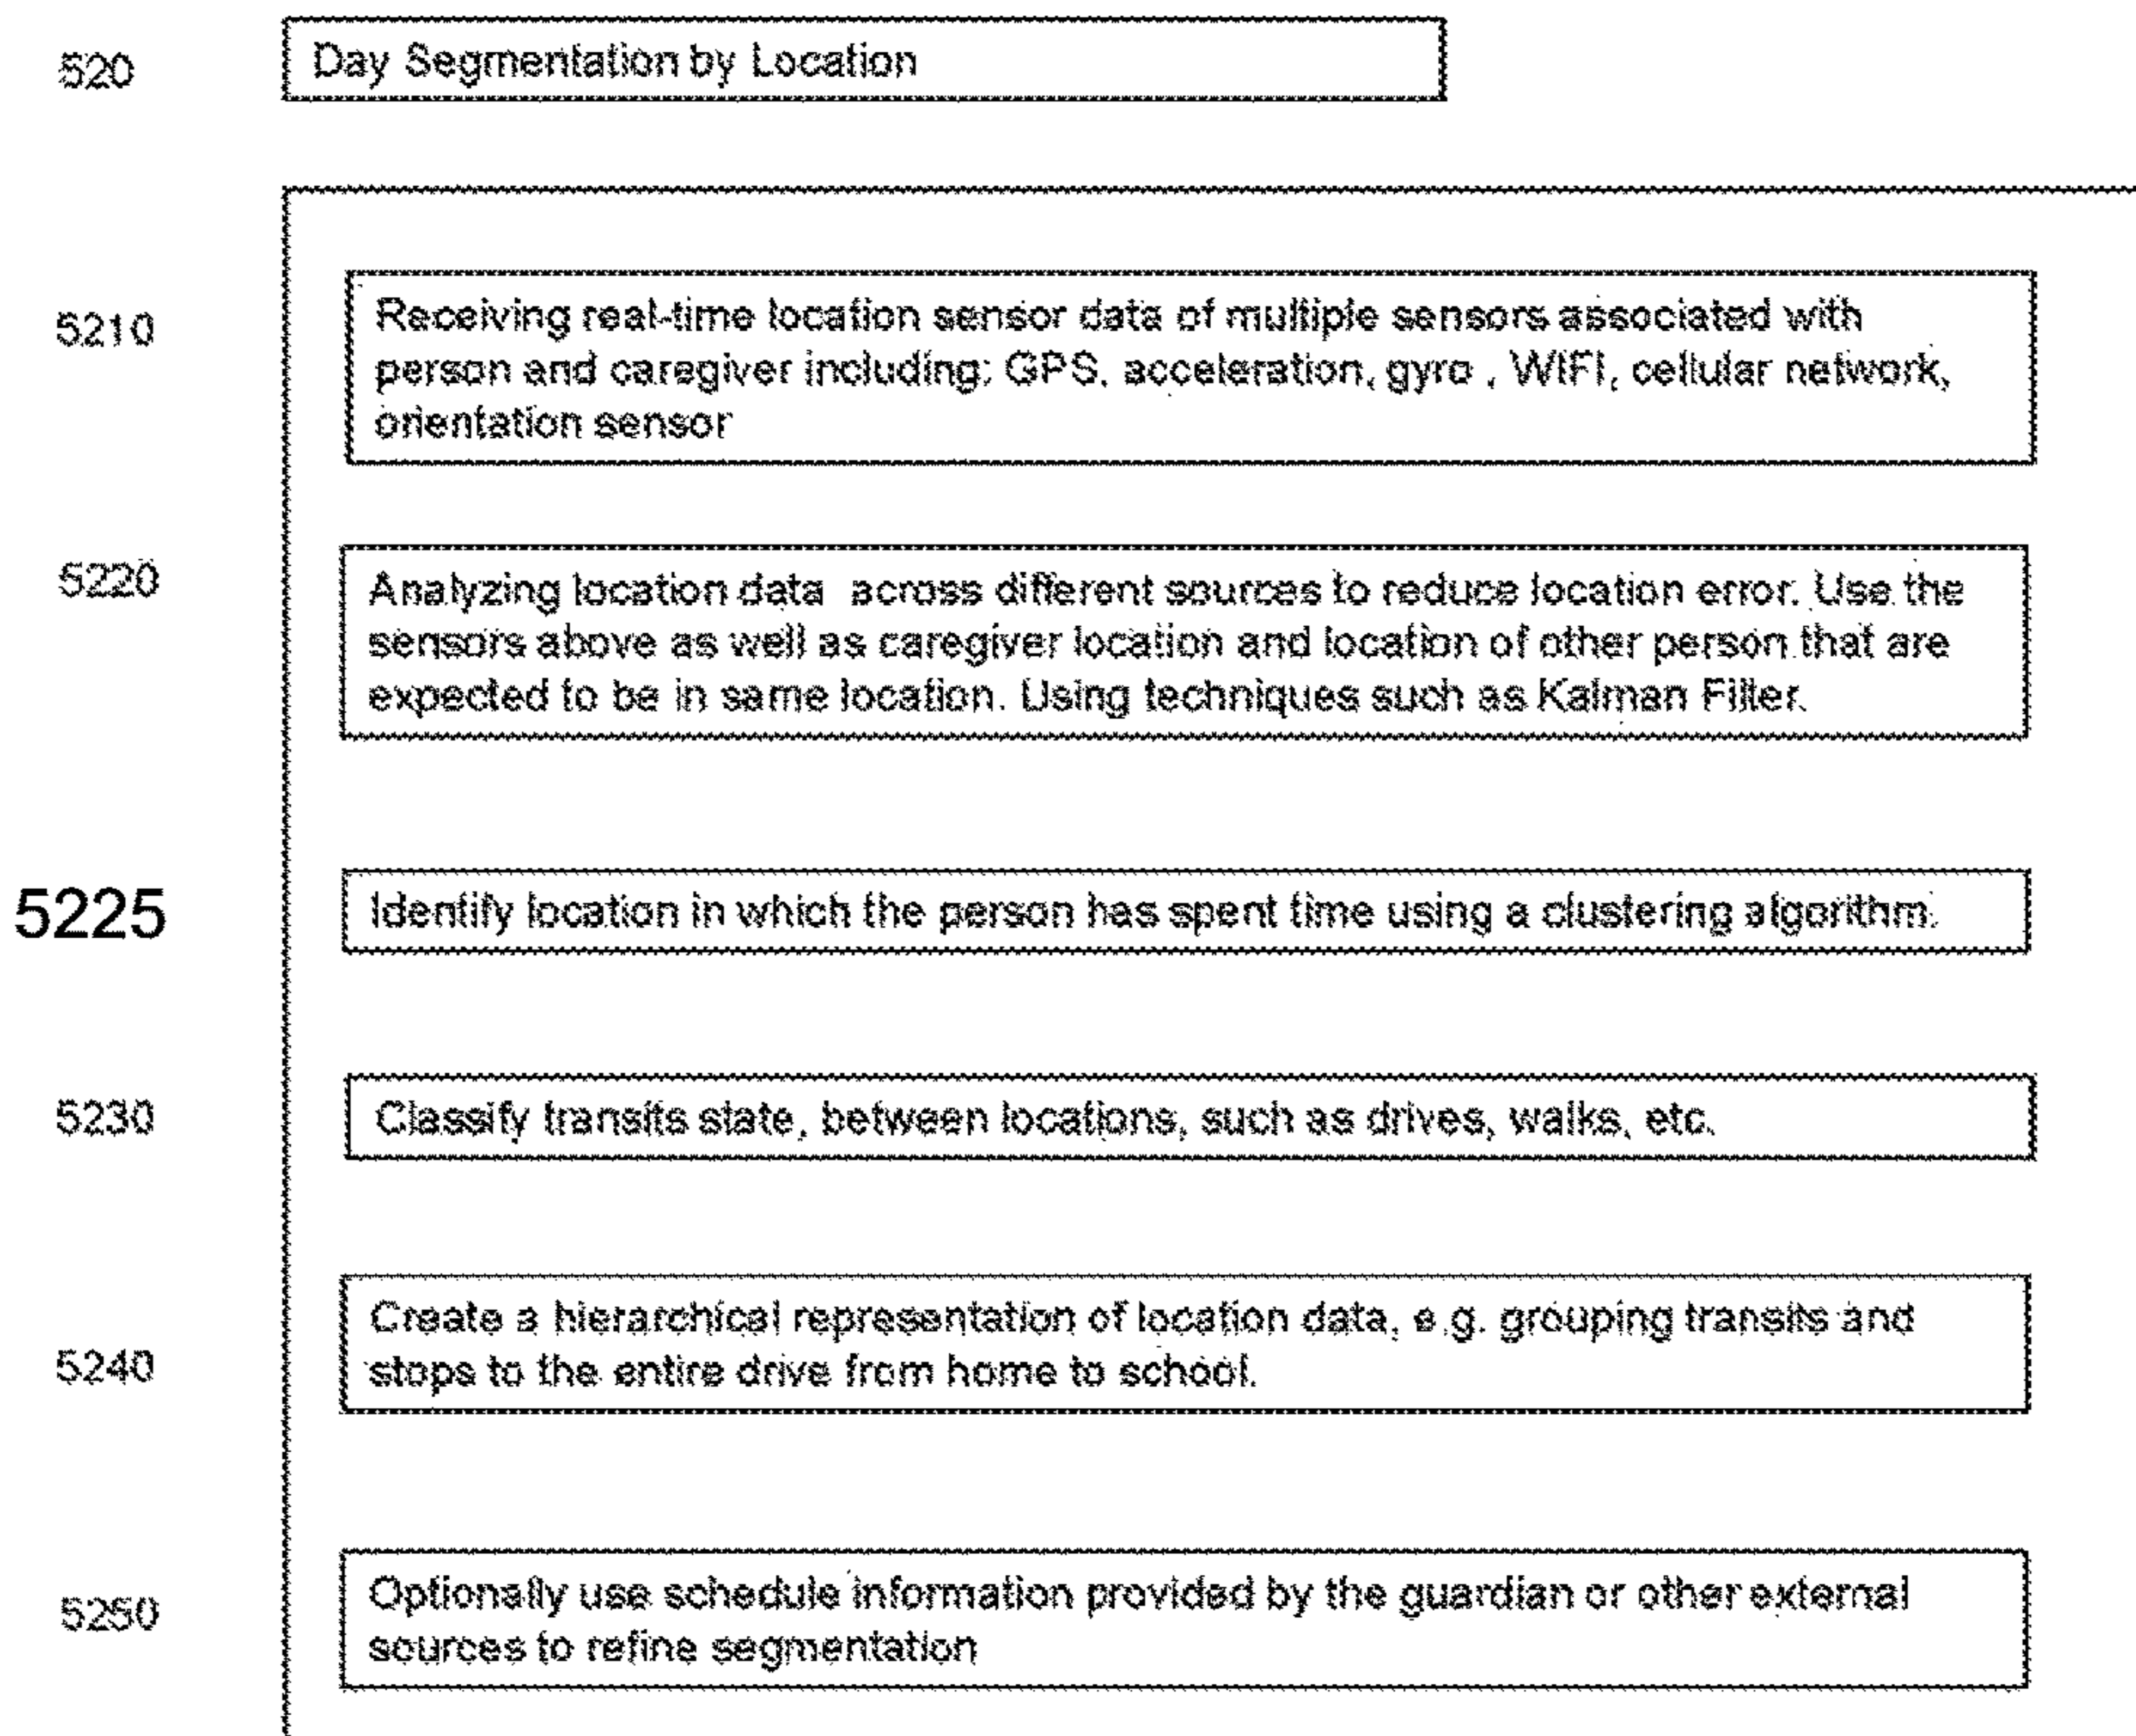 520
Day Segmentation by Location
5210
Receiving real-time location sensor data of multiple sensors associated with
person and caregiver including: GPS, acceleration, gyro , WIFI, cellular network,
orientation sensor
5220
Analyzing location data across different sources to reduce location error. Use the
sensors above as well as caregiver location and location of other person that are
expected to be in same location. Using techniques such as Kalman Filter.
5225
Identify location in which the person has spent time using a clustering algorithm.
5230
Classify transits state, between locations, such as drives, walks, etc.
5240
Create a hierarchical representation of location data, e.g. grouping transits and
stops to the entire drive from home to school.
5250
Optionally use schedule information provided by the guardian or other external
sources to refine segmentation